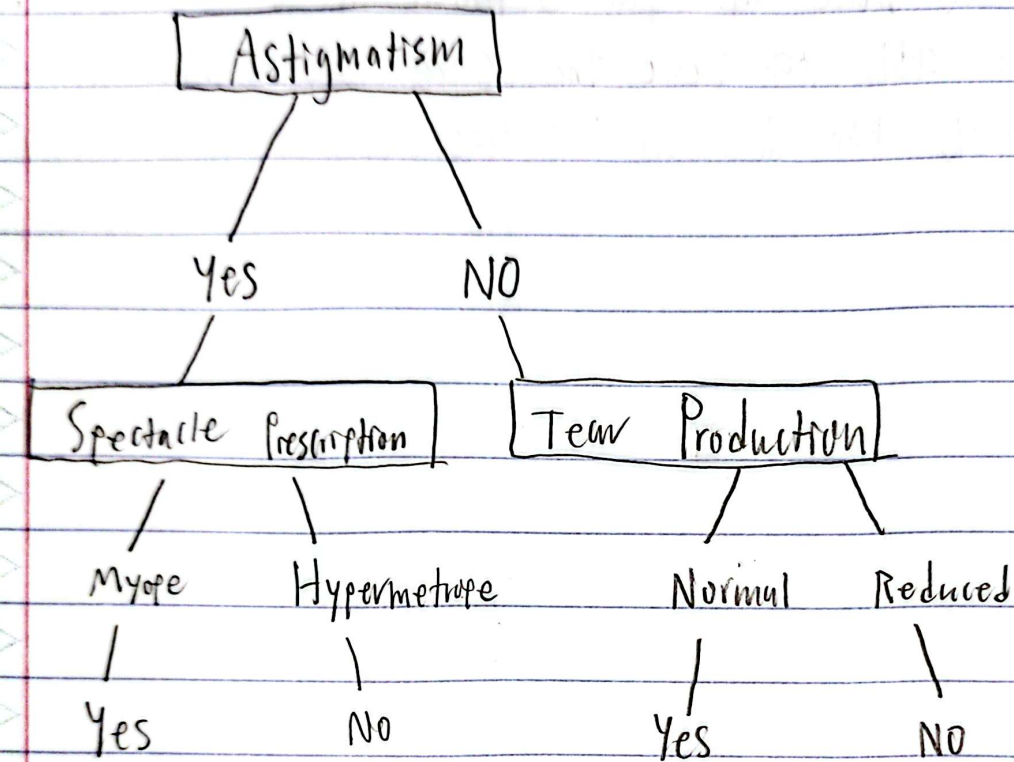 Astigmatism
Yes NO
Spectacle Prescription Tear Production
Myope Hypermetrope Normal Reduced
Yes No Yes NO